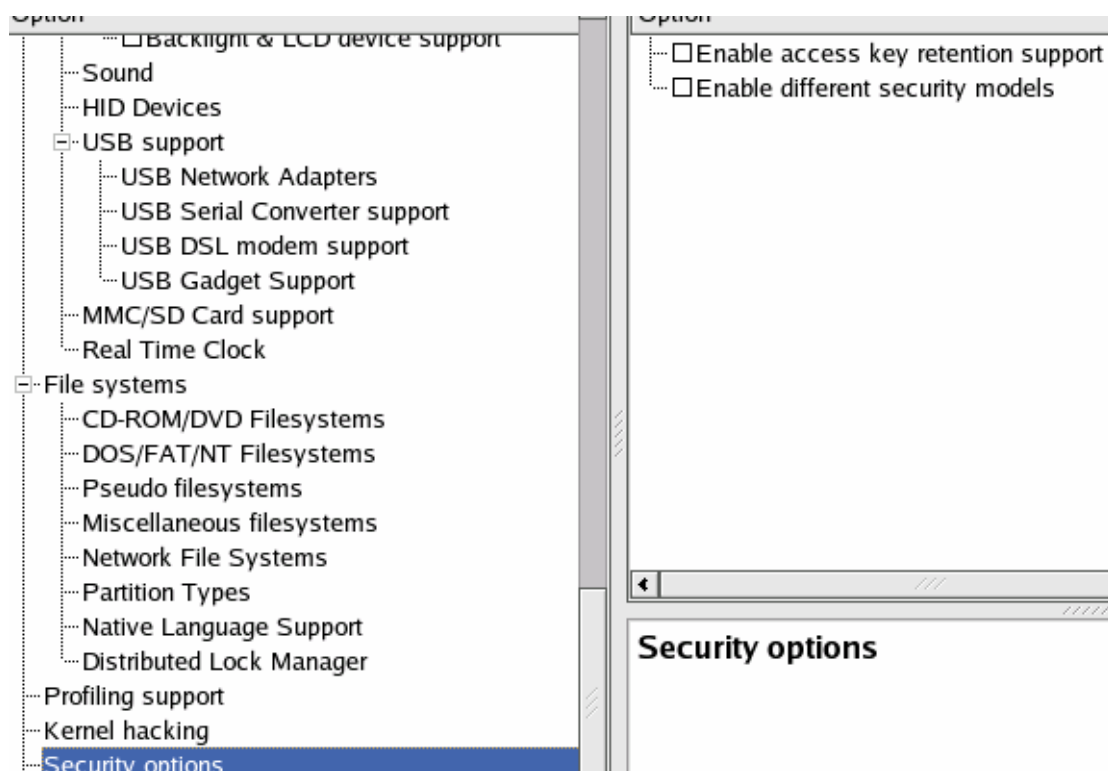 Option
Backlight & LCD device support
Sound
HID Devices
USB support
USB Network Adapters
USB Serial Converter support
USB DSL modem support
USB Gadget Support
MMC/SD Card support
Real Time Clock
File systems
CD-ROM/DVD Filesystems
DOS/FAT/NT Filesystems
Pseudo filesystems
Miscellaneous filesystems
Network File Systems
Partition Types
Native Language Support
Distributed Lock Manager
Profiling support
Kernel hacking
Security options
Option
Enable access key retention support
Enable different security models
Security options